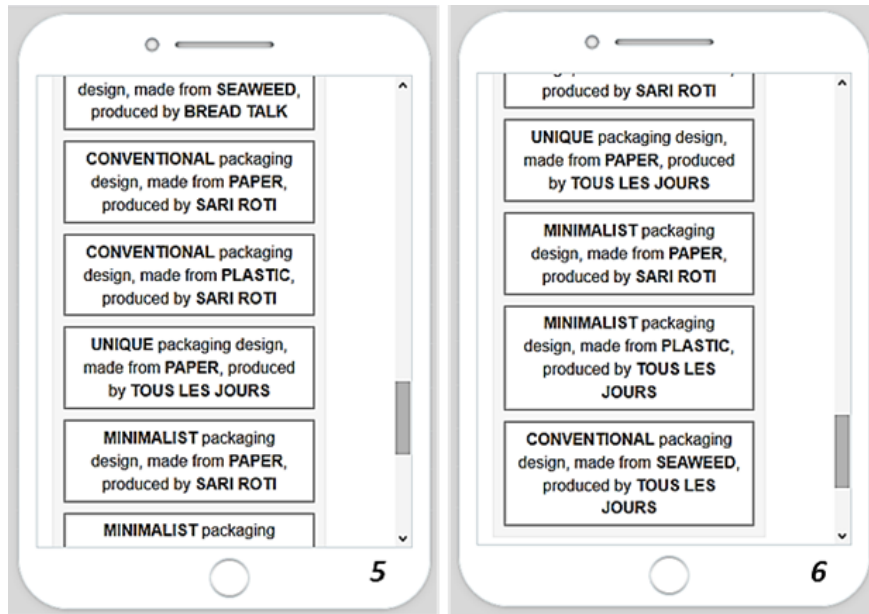 design, made from SEAWEED,
produced by BREAD TALK
CONVENTIONAL packaging
design, made from PAPER,
produced by SARI ROTI
CONVENTIONAL packaging
design, made from PLASTIC,
produced by SARI ROTI
UNIQUE packaging design,
made from PAPER, produced
by TOUS LES JOURS
MINIMALIST packaging
design, made from PAPER,
produced by SARI ROTI
MINIMALIST packaging
5
produced by SARI ROTI
UNIQUE packaging design,
made from PAPER, produced
by TOUS LES JOURS
MINIMALIST packaging
design, made from PAPER,
produced by SARI ROTI
MINIMALIST packaging
design, made from PLASTIC,
produced by TOUS LES
JOURS
CONVENTIONAL packaging
design, made from SEAWEED,
produced by TOUS LES
JOURS
6